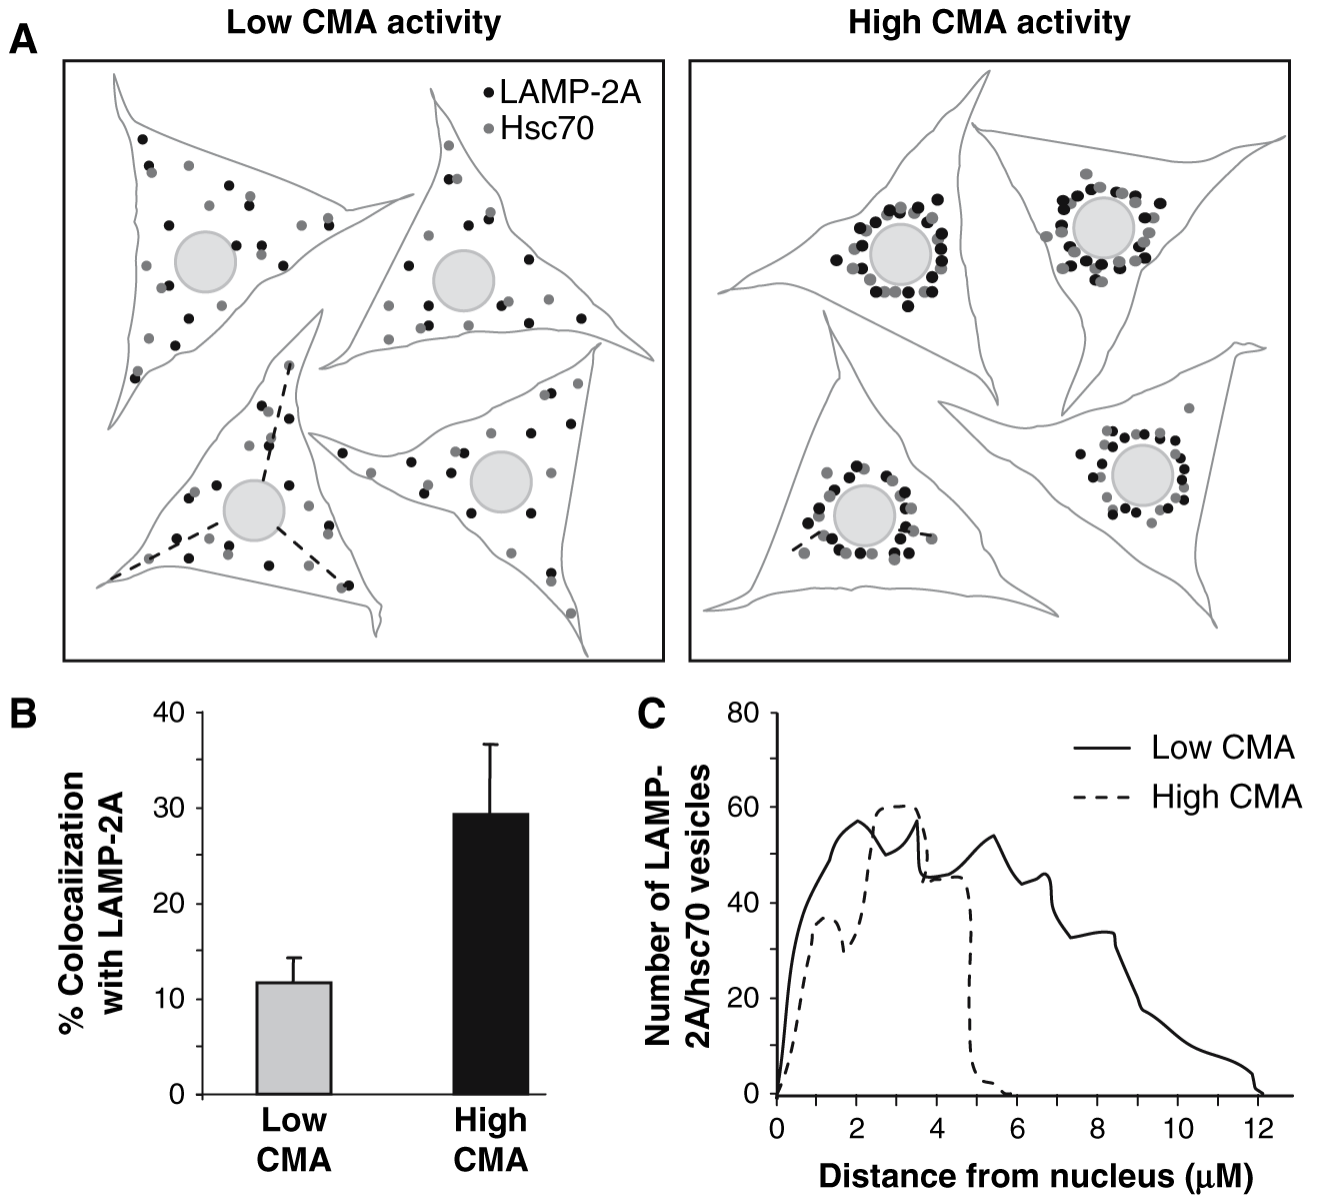 A
Low CMA activity
High CMA activity
LAMP-2A
Hsc70
B
% Colocaiization
with LAMP-2A
40
30
20
10
0
Low
CMA
High
CMA
C
Number of LAMP-
2A/hsc70 vesicles
80
60
40
20
0
Low CMA
High CMA
0 2 4 6 8 10 12
Distance from nucleus (μM)